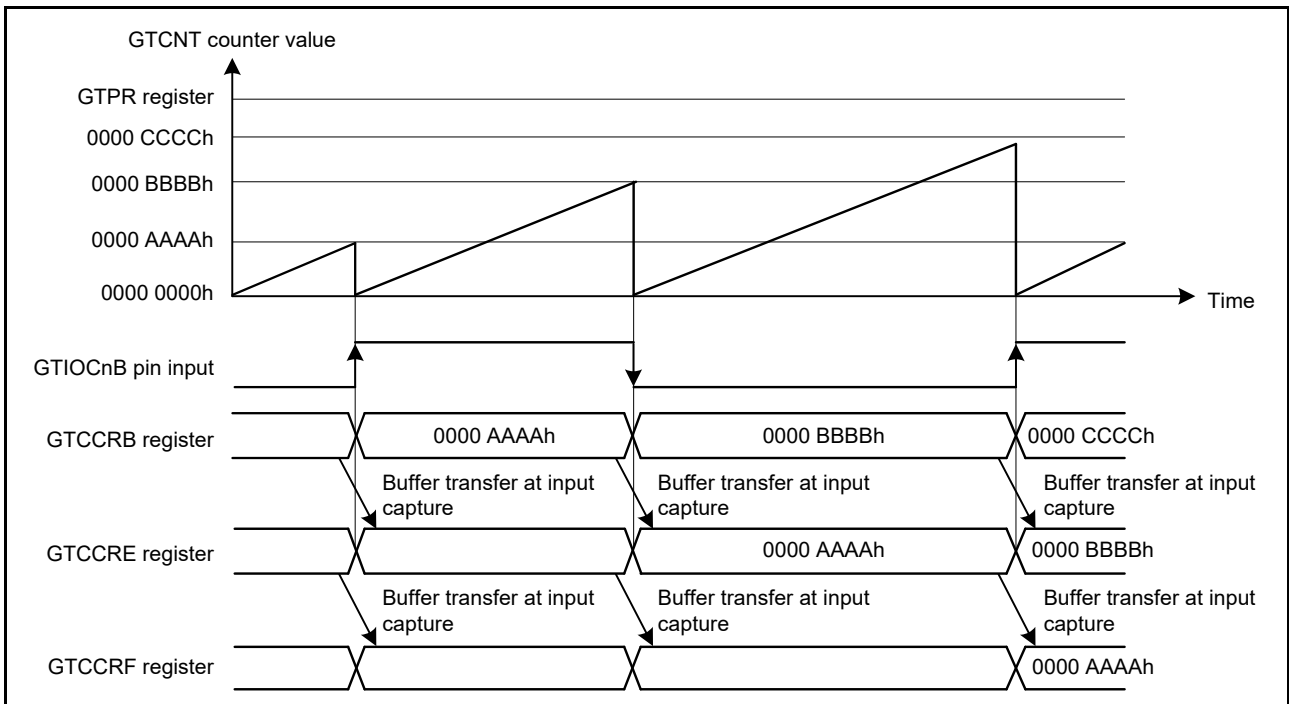 GTCNT counter value
GTPR register
0000 CCCCh
0000 BBBBh
0000 AAAAh
0000 0000h
Time
GTIOCnB pin input
GTCCRB register
0000 AAAAh
0000 BBBBh
0000 CCCCh
Buffer transfer at input
capture
Buffer transfer at input
capture
Buffer transfer at input
capture
GTCCRE register
0000 AAAAh
0000 BBBBh
Buffer transfer at input
capture
Buffer transfer at input
capture
Buffer transfer at input
capture
GTCCRF register
0000 AAAAh